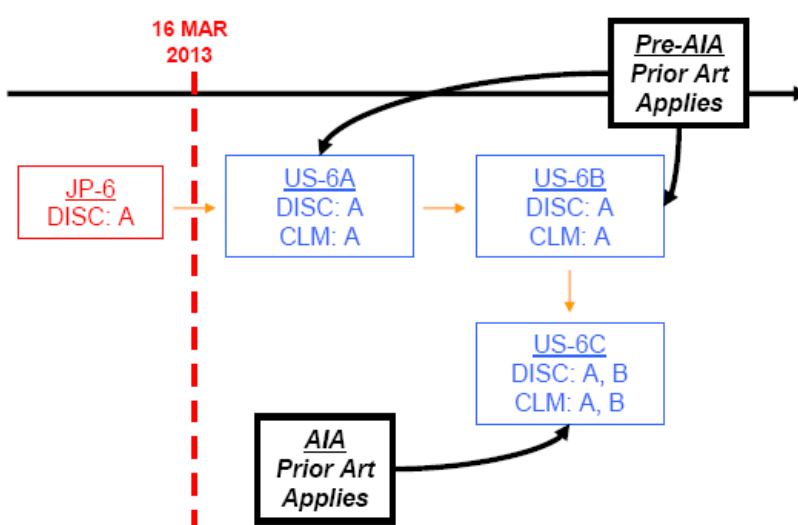 16 MAR
2013
Pre-AIA
Prior Art
Applies
JP-6
DISC: A
US-6A
DISC: A
CLM: A
US-6B
DISC: A
CLM: A
US-6C
DISC: A, B
CLM: A, B
AIA
Prior Art
Applies